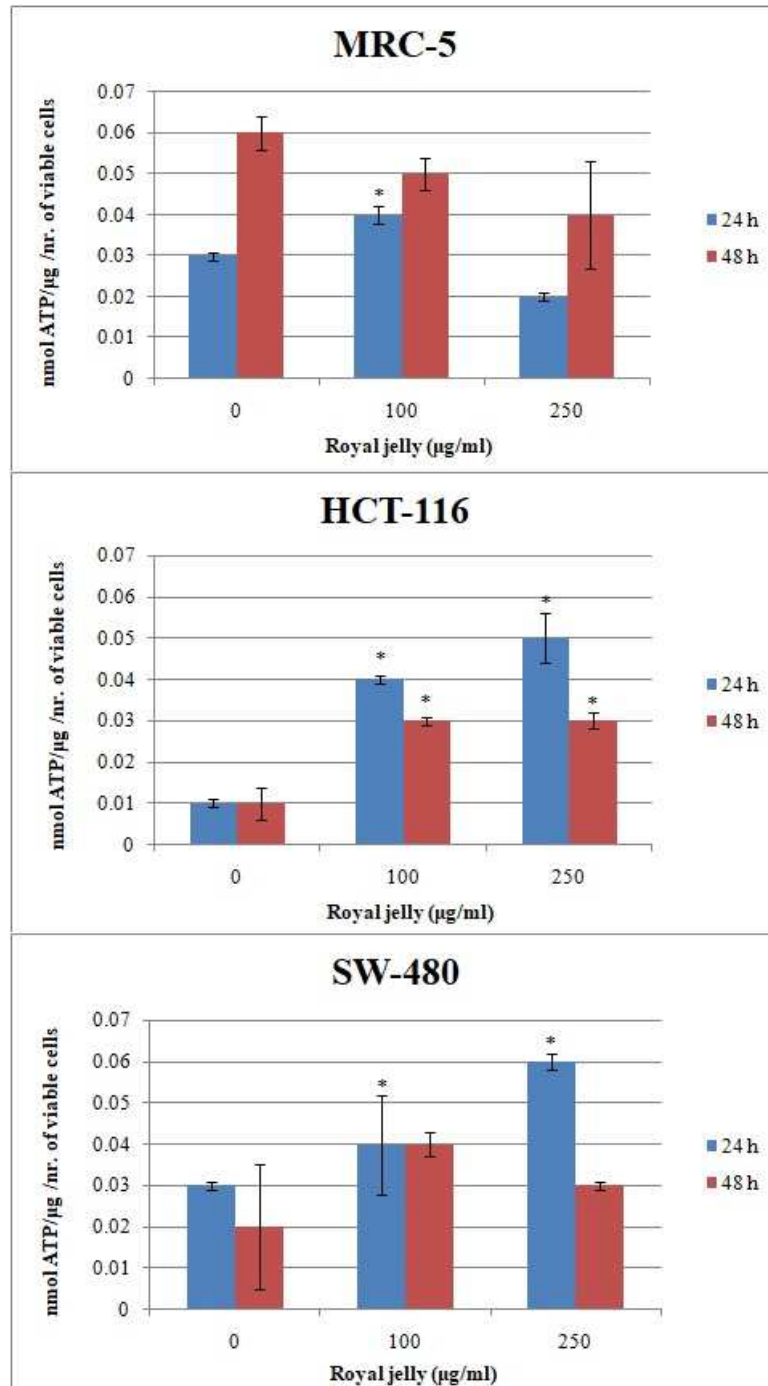 MRC-5
nmol ATP/µg /nr. of viable cells
0.07
0.06
0.05
0.04
0.03
0.02
0.01
0
*
24 h
48 h
0 100 250
Royal jelly (µg/ml)
HCT-116
nmol ATP/µg /nr. of viable cells
0.07
0.06
0.05
0.04
0.03
0.02
0.01
0
*
*
*
*
24 h
48 h
0 100 250
Royal jelly (µg/ml)
SW-480
nmol ATP/µg /nr. of viable cells
0.07
0.06
0.05
0.04
0.03
0.02
0.01
0
*
*
24 h
48 h
0 100 250
Royal jelly (µg/ml)